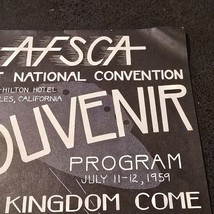 AFSCA
T NATIONAL CONVENTION
-HILTON HOTEL
LES, CALIFORNIA
OUVENIR
PROGRAM
JULY 11-12, 1959
KINGDOM COME